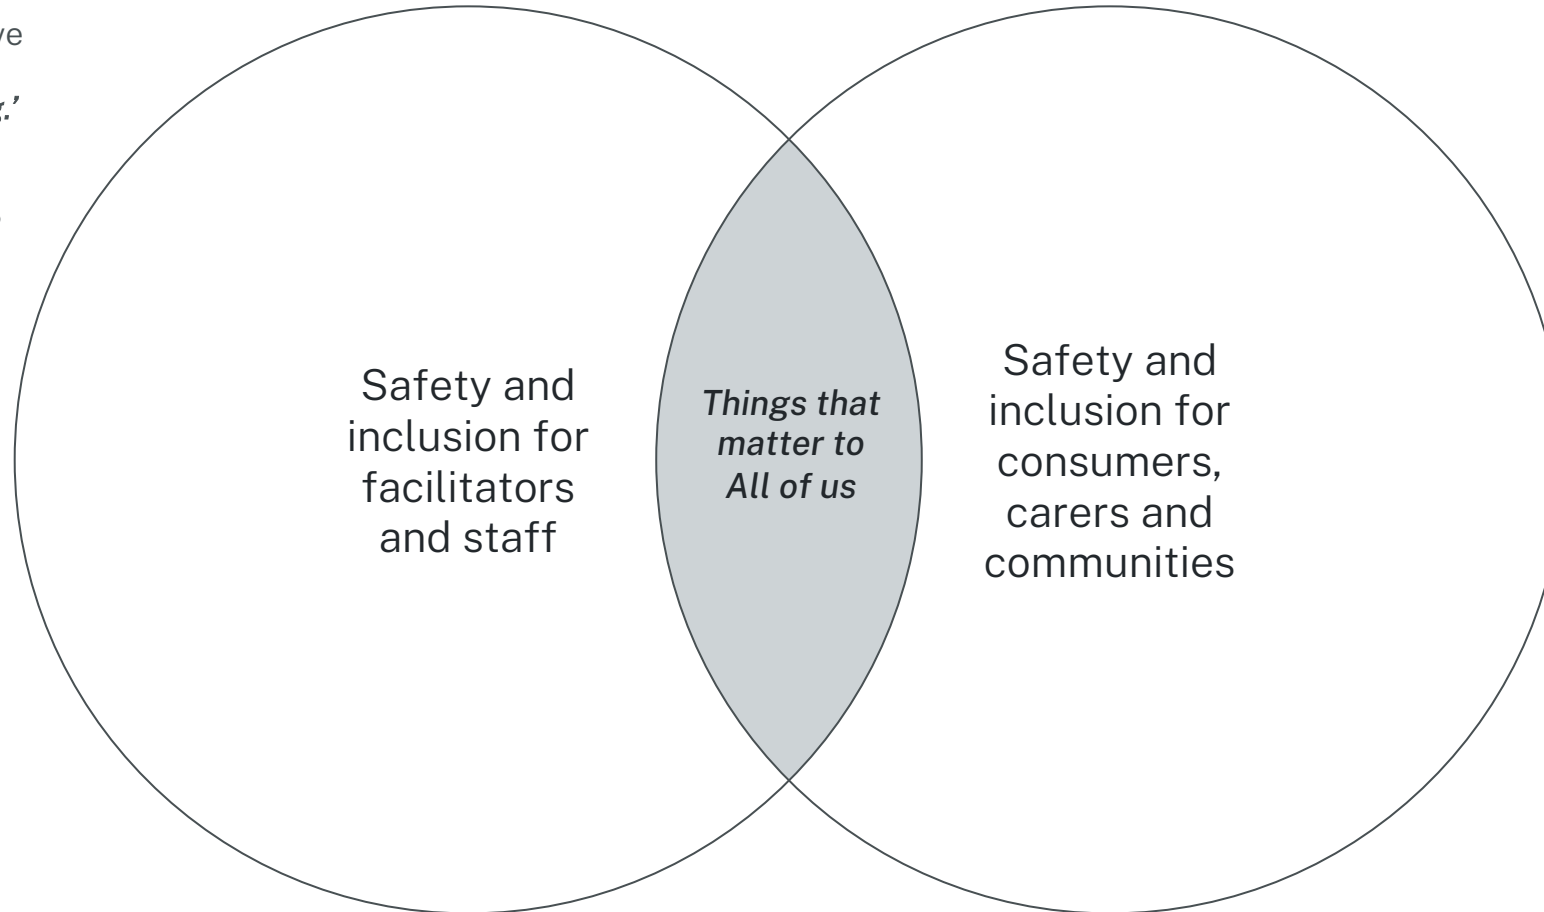 Safety and
inclusion for
facilitators
and staff
Things that
matter to
All of us
Safety and
inclusion for
consumers,
carers and
communities